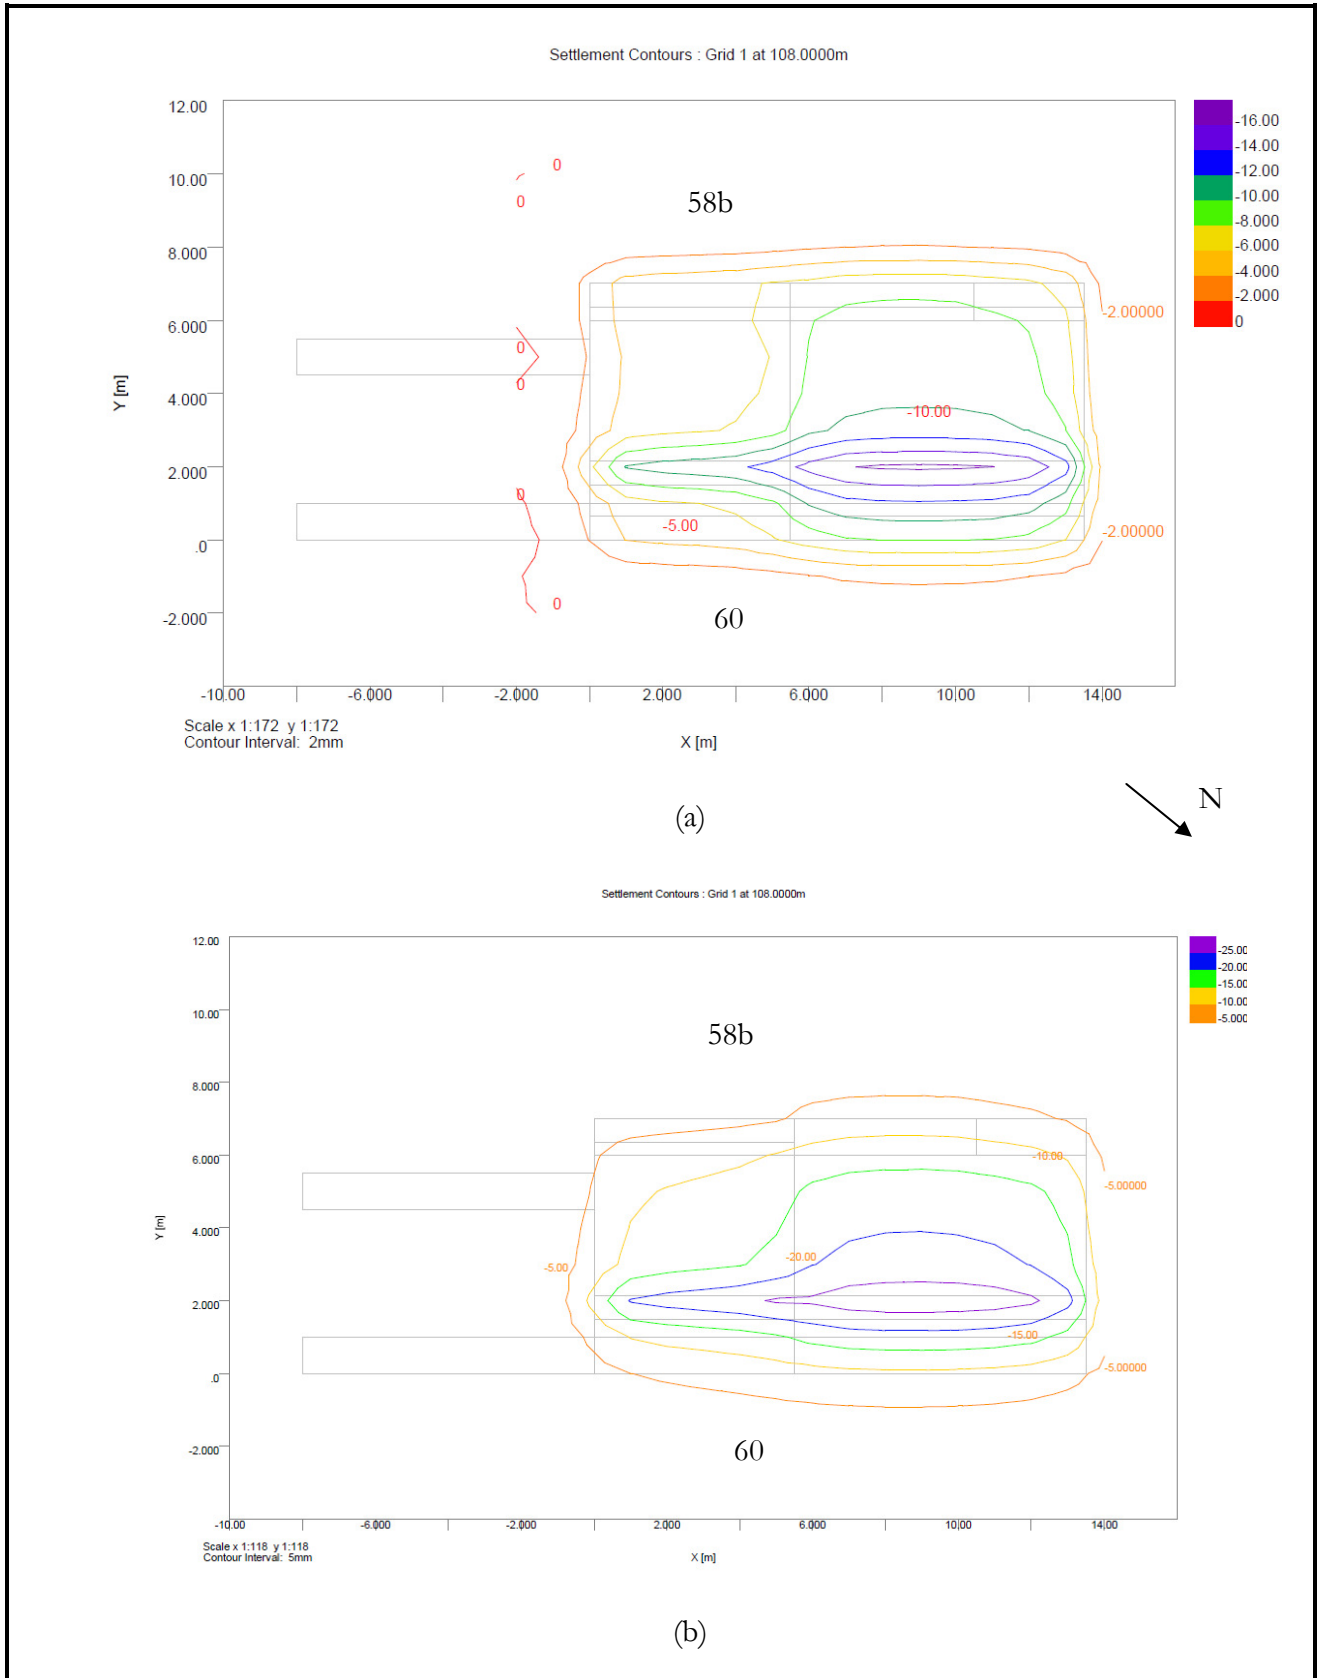 Settlement Contours : Grid 1 at 108.0000m
12.00
10.00
8.000
6.000
4.000
2.000
.0
-2.000
Y [m]
0
0
0
0
0
0
58b
-2.00000
-10.00
-5.00
-2.00000
60
-16.00
-14.00
-12.00
-10.00
-8.000
-6.000
-4.000
-2.000
0
-10.00 -6.000 -2.000 2.000 6.000 10.00 14.00
Scale x 1:172 y 1:172
Contour Interval: 2mm
X [m]
N
(a)
Settlement Contours : Grid 1 at 108.0000m
12.00
10.00
8.000
6.000
4.000
2.000
.0
-2.000
Y [m]
58b
-10.00
-5.00000
-20.00
-5.00
-15.00
-5.00000
60
-25.00
-20.00
-15.00
-10.00
-5.000
-10.00 -6.000 -2.000 2.000 6.000 10.00 14.00
Scale x 1:118 y 1:118
Contour Interval: 5mm
X [m]
(b)